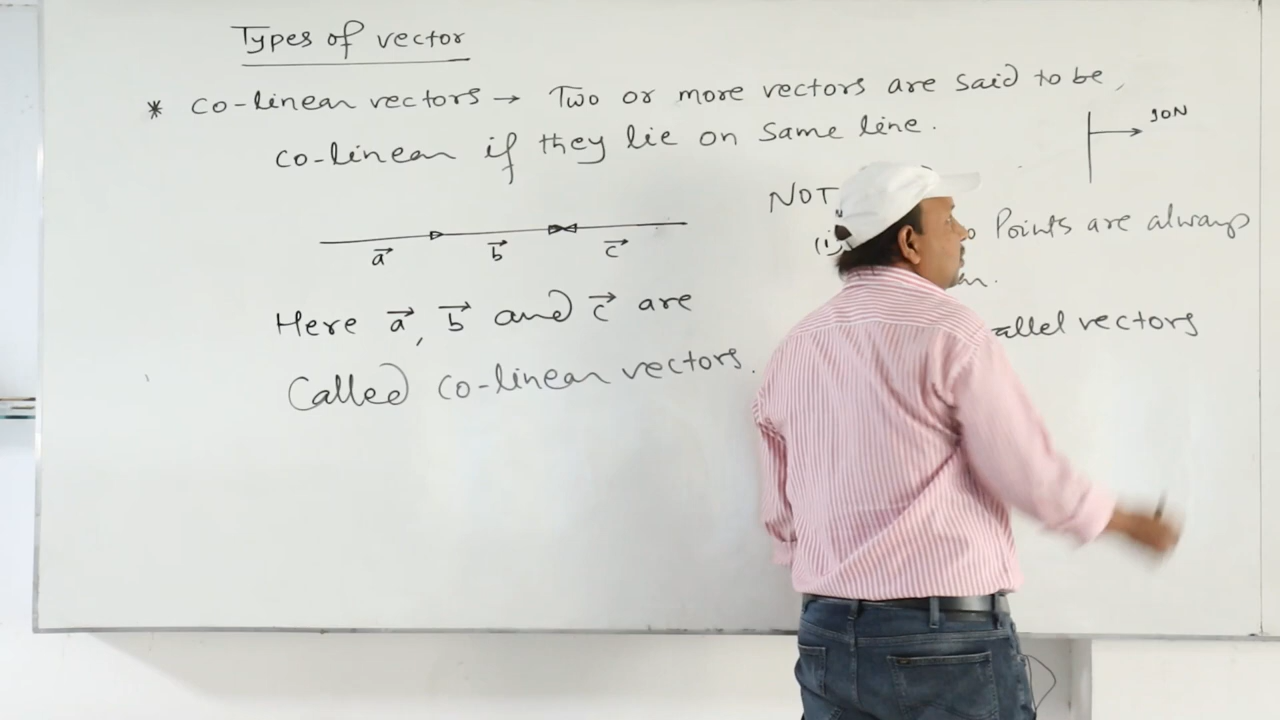 Types of vector
* Co-linear vectors → Two or more vectors are said to be,
Co-linear if they lie on same line.
10N
NOT
(i) Points are always
a⃗ b⃗ c⃗
Here a⃗, b⃗ and c⃗ are
allel vectors
Called Co-linear vectors.